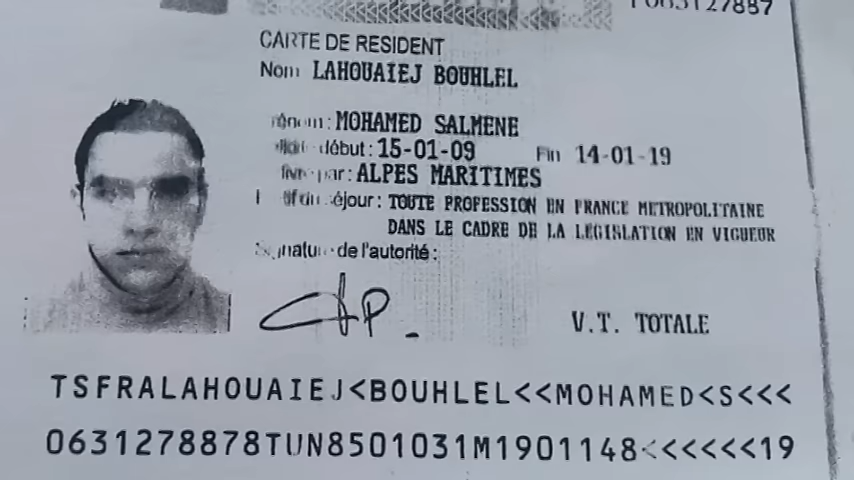 CARTE DE RESIDENT
Nom LAHOUAIEJ BOUHLEL
MOHAMED SALMENE
début : 15-01-09 Fin 14-01-19
par : ALPES MARITIMES
séjour : TOUTE PROFESSION EN FRANCE METROPOLITAINE
DANS LE CADRE DE LA LEGISLATION EN VIGUEUR
de l'autorité :
V.T. TOTALE
TSFRALAHOUAIEJ<BOUHLEL<<MOHAMED<S<<<
0631278878TUN8501031M1901148<<<<<<19